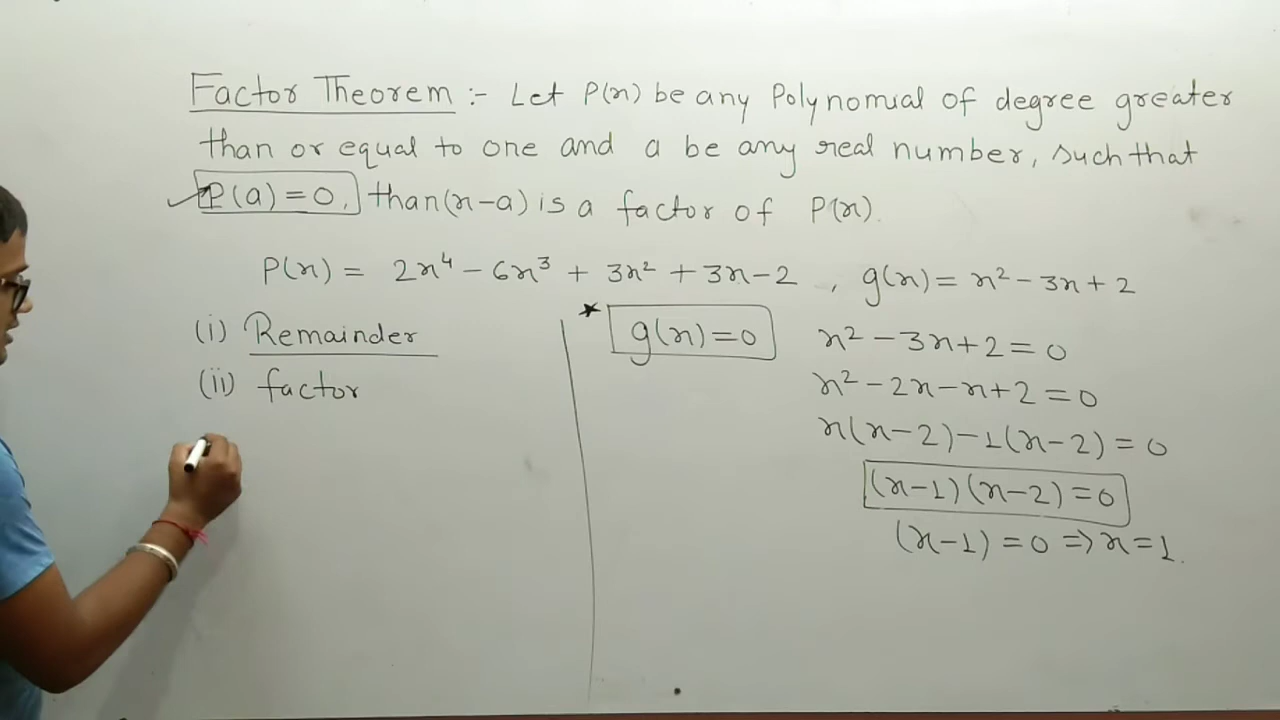 Factor Theorem :- Let P(x) be any Polynomial of degree greater
than or equal to one and a be any real number, such that
P(a) = 0, than (x-a) is a factor of P(x).
P(x) = 2x⁴ - 6x³ + 3x² + 3x - 2 , g(x) = x² - 3x + 2
(i) Remainder
(ii) factor
* g(x) = 0
x² - 3x + 2 = 0
x² - 2x - x + 2 = 0
x(x-2) - 1(x-2) = 0
(x-1)(x-2) = 0
(x-1) = 0 ⇒ x = 1.